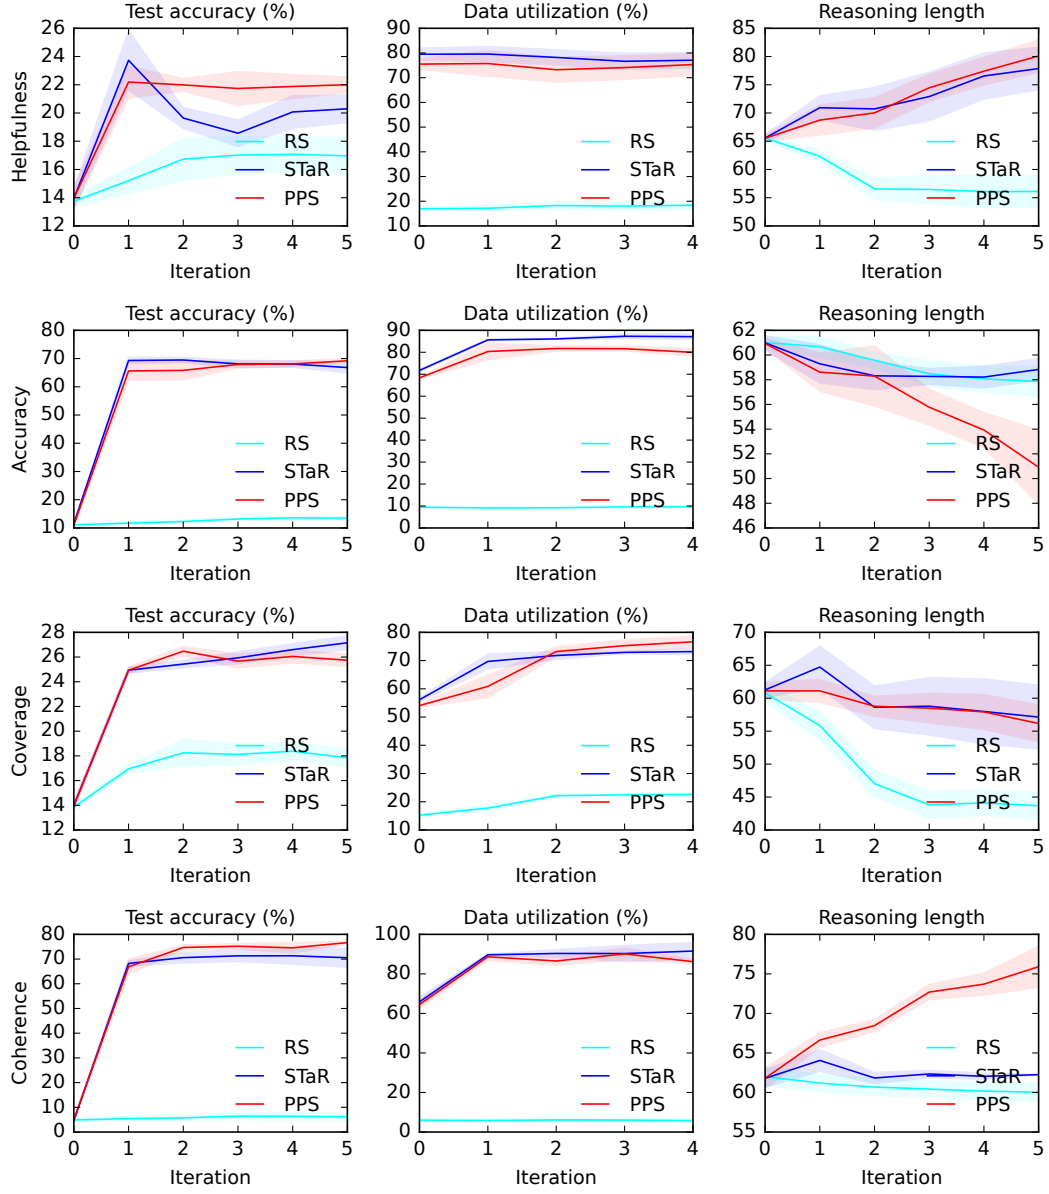 Test accuracy (%)
Data utilization (%)
Reasoning length
Helpfulness
26
24
22
20
18
16
14
12
RS
STaR
PPS
0 1 2 3 4 5
Iteration
90
80
70
60
50
40
30
20
10
RS
STaR
PPS
0 1 2 3 4
Iteration
85
80
75
70
65
60
55
50
RS
STaR
PPS
0 1 2 3 4 5
Iteration
Test accuracy (%)
Data utilization (%)
Reasoning length
Accuracy
80
70
60
50
40
30
20
10
RS
STaR
PPS
0 1 2 3 4 5
Iteration
90
80
70
60
50
40
30
20
10
0
RS
STaR
PPS
0 1 2 3 4
Iteration
62
60
58
56
54
52
50
48
46
RS
STaR
PPS
0 1 2 3 4 5
Iteration
Test accuracy (%)
Data utilization (%)
Reasoning length
Coverage
28
26
24
22
20
18
16
14
12
RS
STaR
PPS
0 1 2 3 4 5
Iteration
80
70
60
50
40
30
20
10
RS
STaR
PPS
0 1 2 3 4
Iteration
70
65
60
55
50
45
40
RS
STaR
PPS
0 1 2 3 4 5
Iteration
Test accuracy (%)
Data utilization (%)
Reasoning length
Coherence
80
70
60
50
40
30
20
10
0
RS
STaR
PPS
0 1 2 3 4 5
Iteration
100
80
60
40
20
0
RS
STaR
PPS
0 1 2 3 4
Iteration
80
75
70
65
60
55
RS
STaR
PPS
0 1 2 3 4 5
Iteration